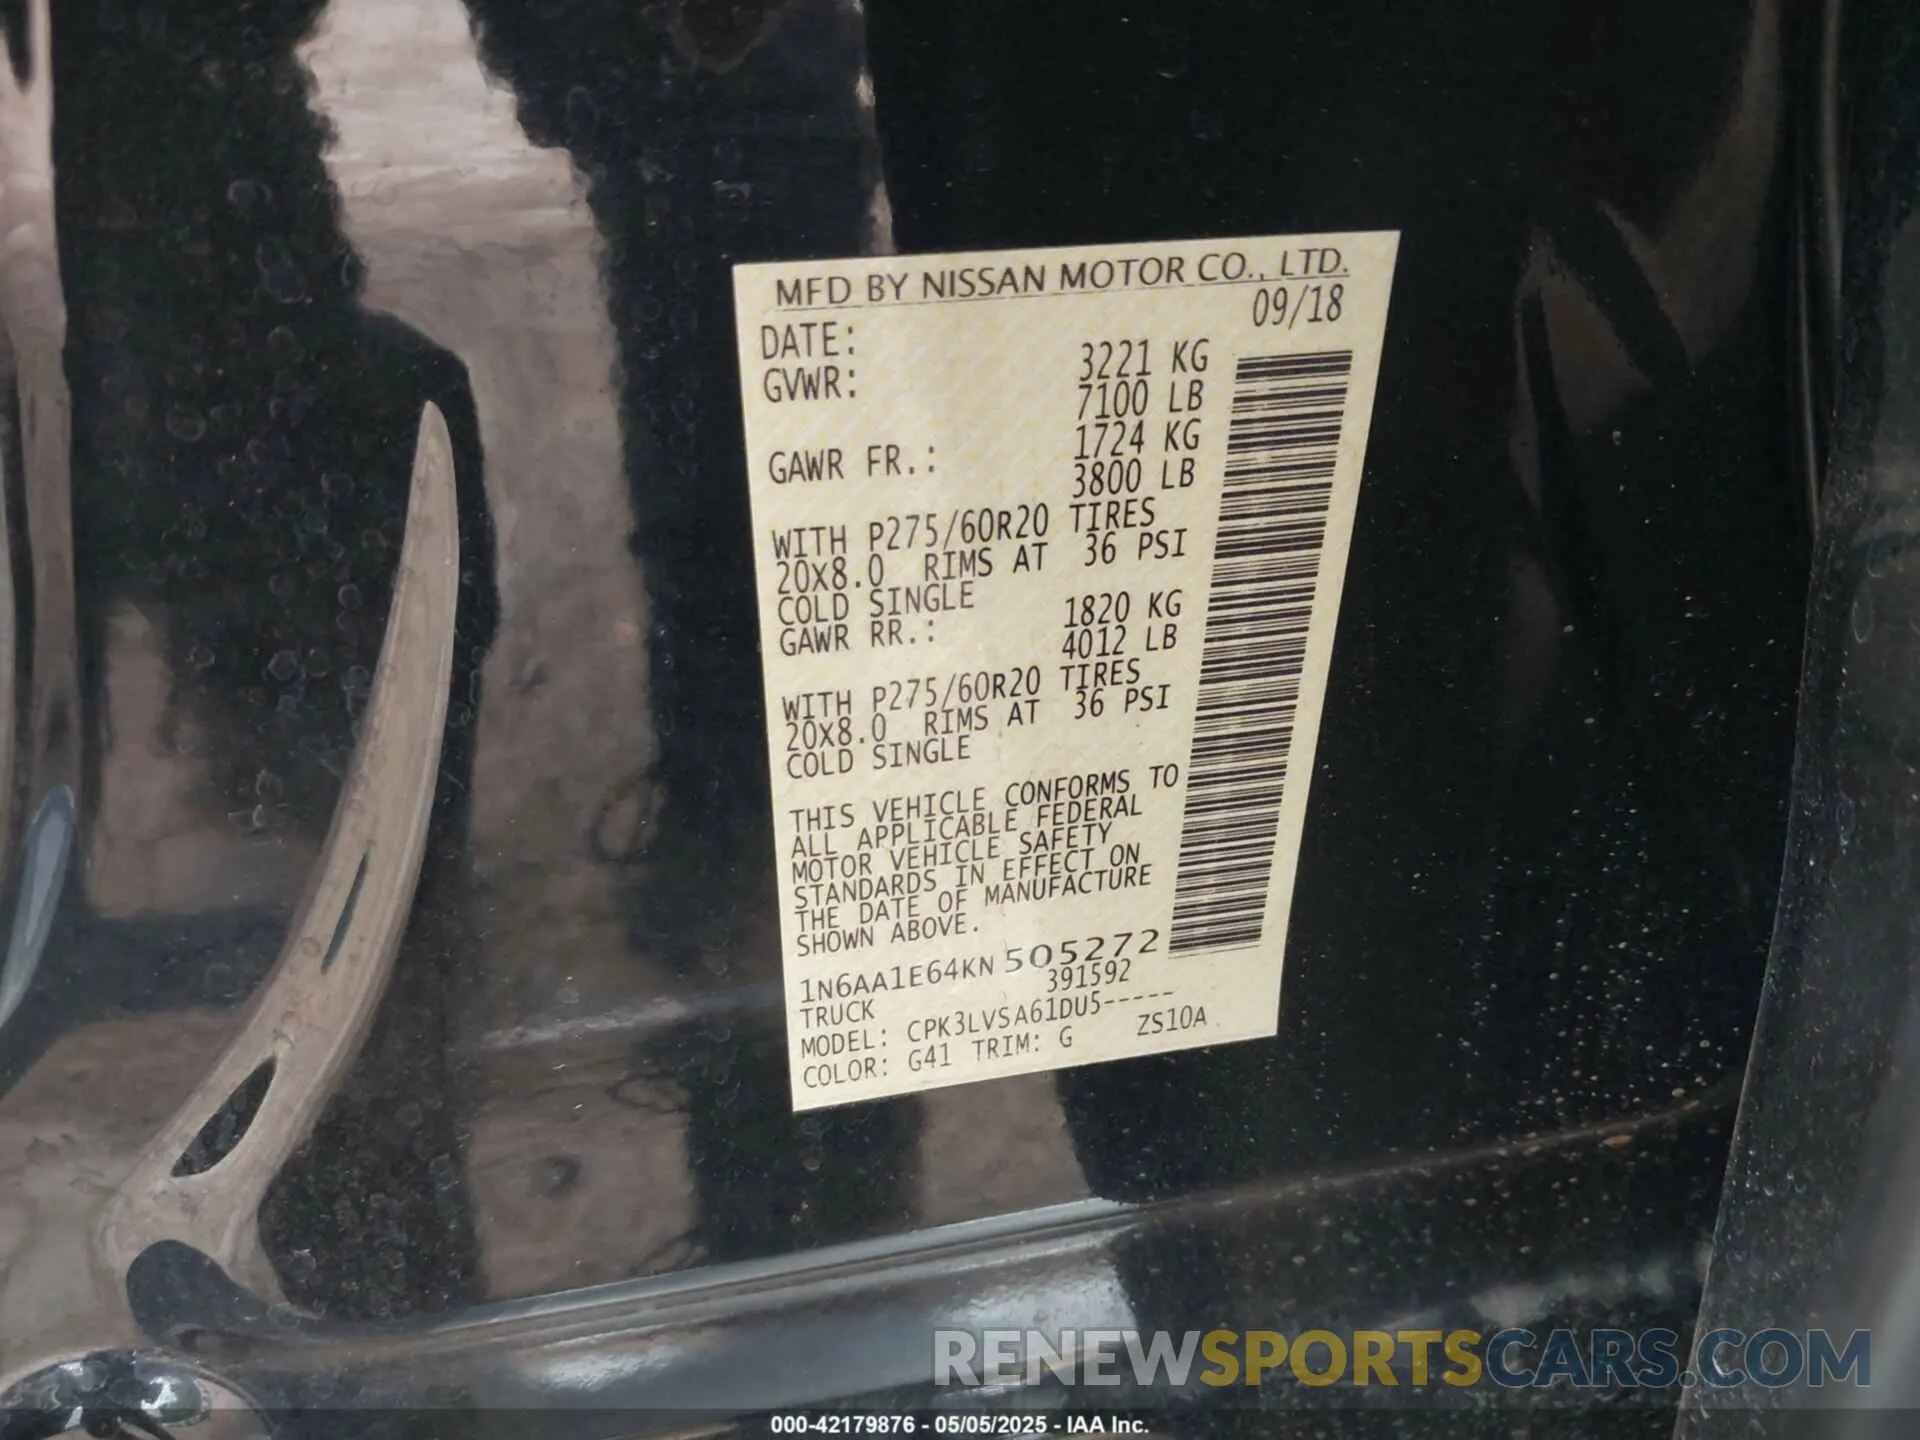 MFD BY NISSAN MOTOR CO., LTD.
DATE: 09/18
GVWR: 3221 KG
7100 LB
GAWR FR.: 1724 KG
3800 LB
WITH P275/60R20 TIRES
20X8.0 RIMS AT 36 PSI
COLD SINGLE
GAWR RR.: 1820 KG
4012 LB
WITH P275/60R20 TIRES
20X8.0 RIMS AT 36 PSI
COLD SINGLE
THIS VEHICLE CONFORMS TO
ALL APPLICABLE FEDERAL
MOTOR VEHICLE SAFETY
STANDARDS IN EFFECT ON
THE DATE OF MANUFACTURE
SHOWN ABOVE.
1N6AA1E64KN505272
TRUCK 391592
MODEL: CPK3LVSA61DU5-----
COLOR: G41 TRIM: G ZS10A
RENEWSPORTSCARS.COM
000-42179876 - 05/05/2025 - IAA Inc.